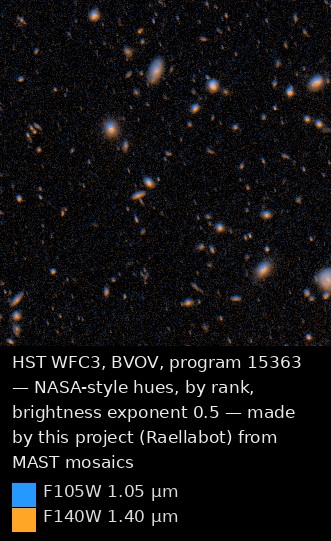 HST WFC3, BVOV, program 15363
— NASA-style hues, by rank,
brightness exponent 0.5 — made
by this project (Raellabot) from
MAST mosaics
F105W 1.05 µm
F140W 1.40 µm